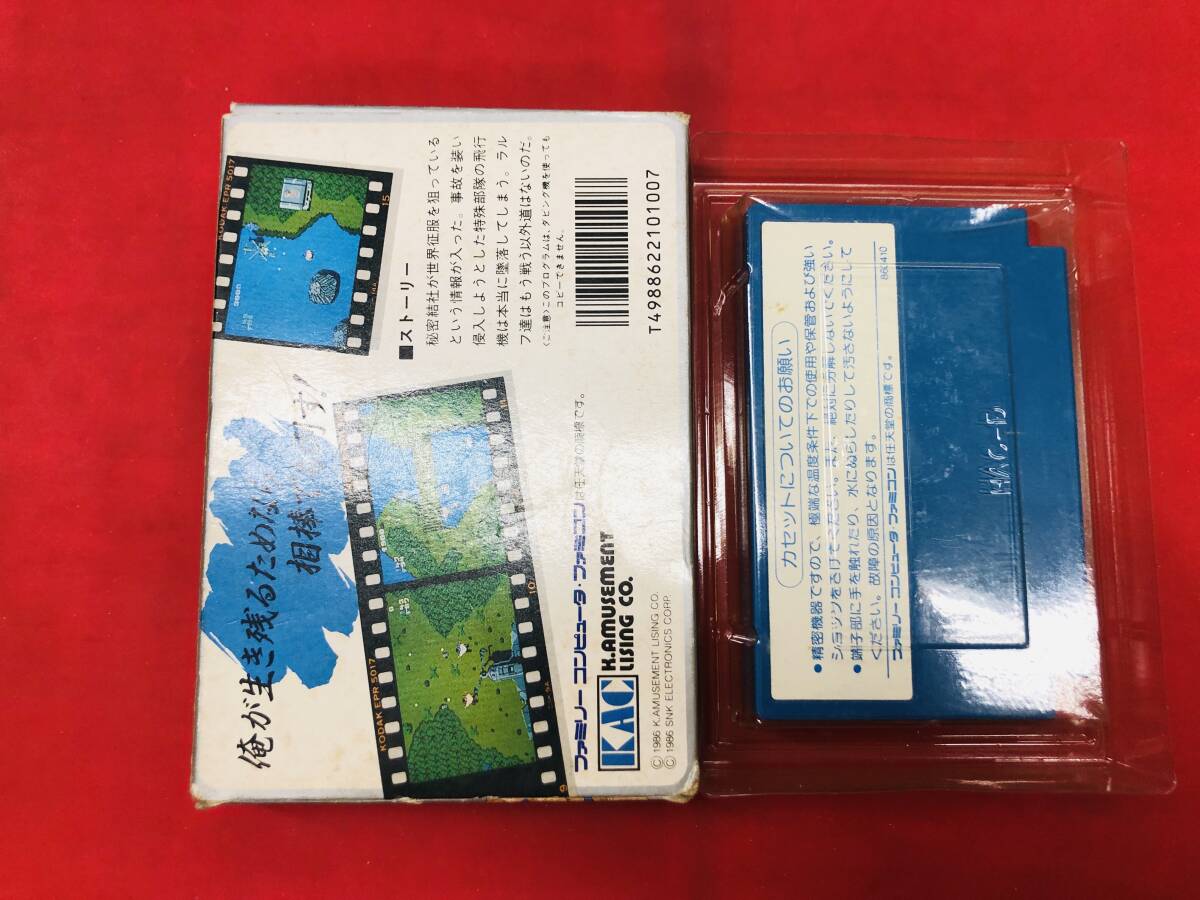 俺が生き残るため
相棒
す!
KODAK EPR 5017
KODAK EPR 5017
15
10
9
■ストーリー
秘密結社が世界征服を狙っている
という情報が入った。事故を装い
侵入しようとした特殊部隊の飛行
機は本当に墜落してしまう。ラル
フ達はもう戦う以外道はないのだ。
〈ご注意〉このプログラムは、ダビング機を使っても
コピーできません。
T4988622101007
ファミリーコンピュータ・ファミコンは任天堂の商標です。
KAC
K.AMUSEMENT
LISING CO.
© 1986 K.AMUSEMENT LISING CO.
© 1986 SNK ELECTRONICS CORP.
カセットについてのお願い
●精密機器ですので、極端な温度条件下での使用や保管および強い
ショックをさけてください。また、絶対に分解しないでください。
●端子部に手を触れたり、水にぬらしたりして汚さないようにして
ください。故障の原因となります。
ファミリーコンピュータ・ファミコンは任天堂の商標です。
860410